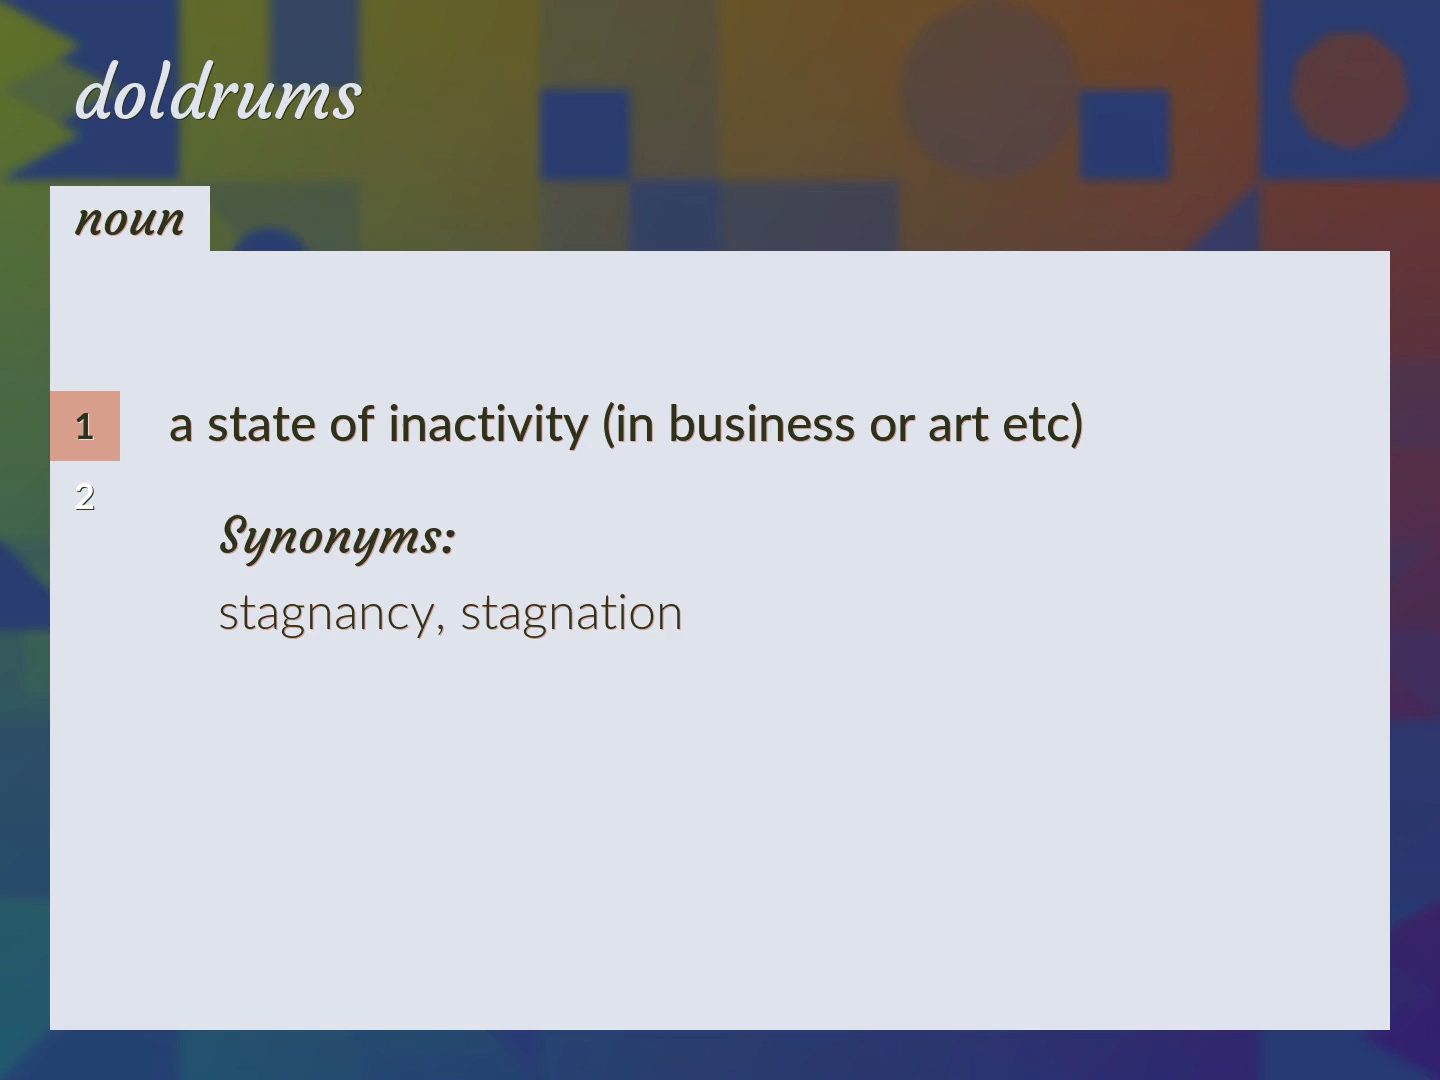 doldrums
noun
1 a state of inactivity (in business or art etc)
2
Synonyms:
stagnancy, stagnation